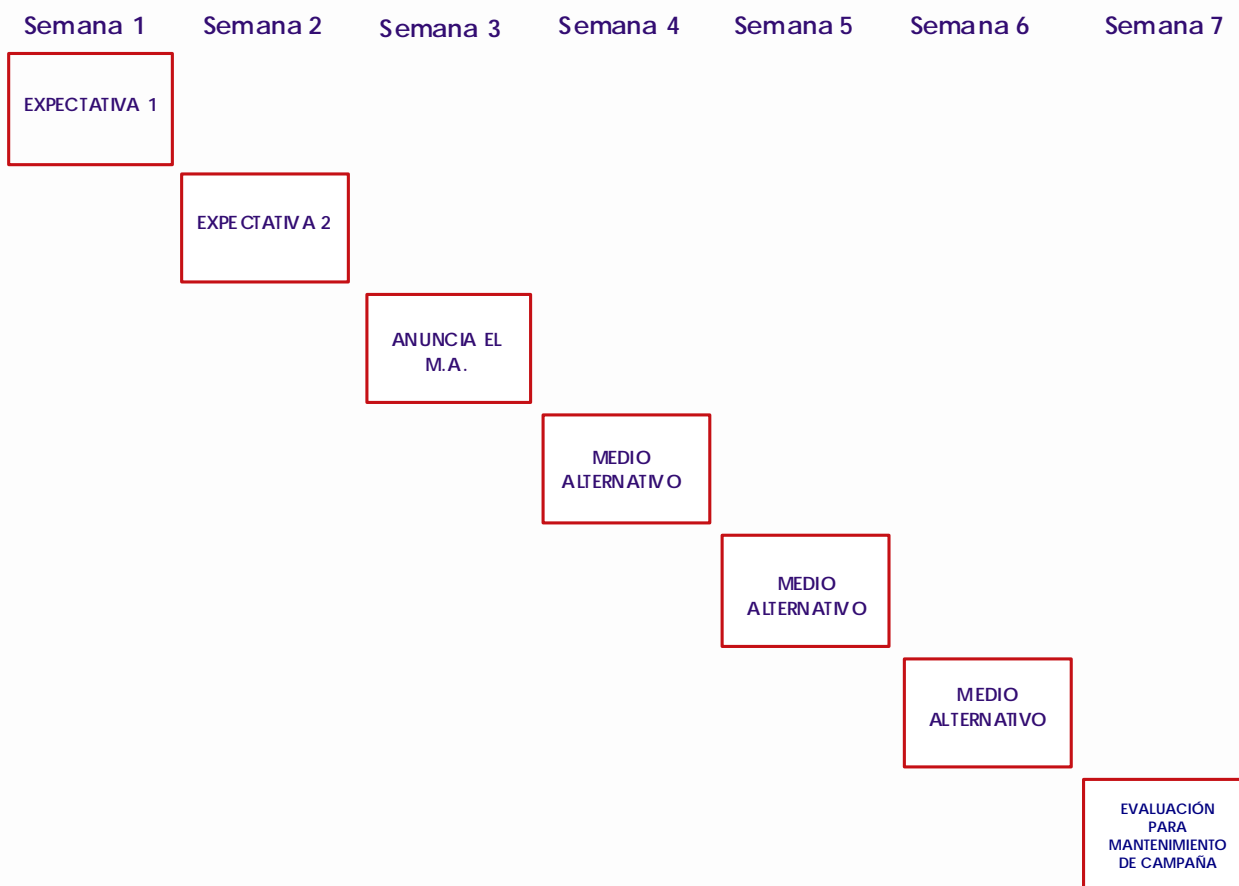 Semana 1 Semana 2 Semana 3 Semana 4 Semana 5 Semana 6 Semana 7
EXPECTATIVA 1
EXPECTATIVA 2
ANUNCIA EL
M.A.
MEDIO
ALTERNATIVO
MEDIO
ALTERNATIVO
MEDIO
ALTERNATIVO
EVALUACIÓN
PARA
MANTENIMIENTO
DE CAMPAÑA